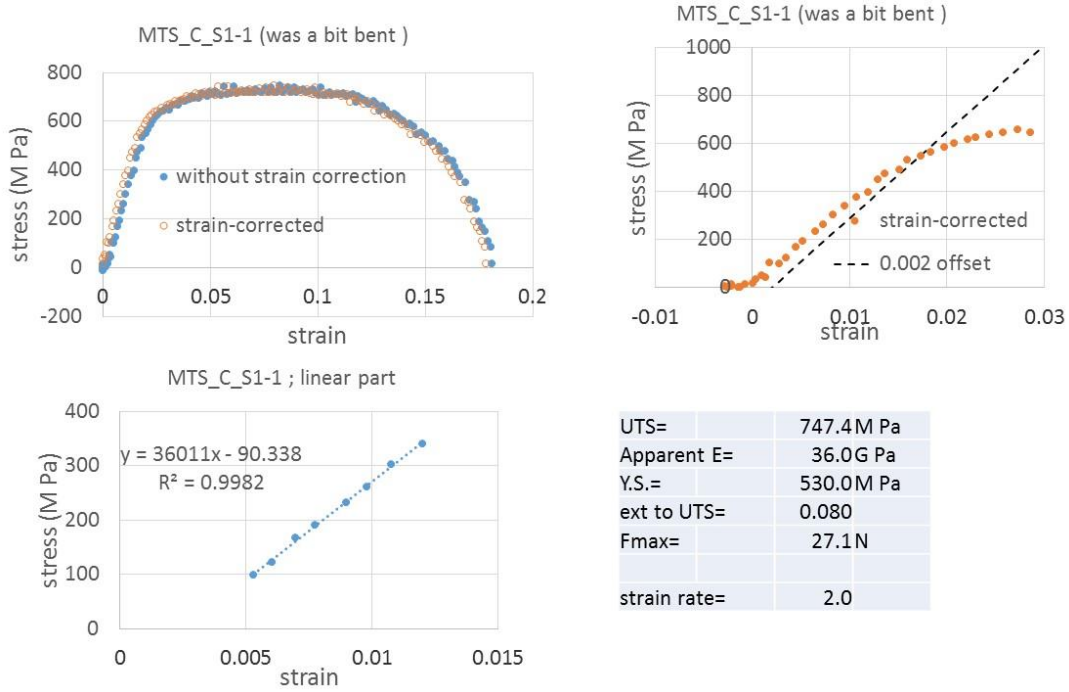 MTS_C_S1-1 (was a bit bent )
800
600
400
200
0
-200
0
0.05
0.1
0.15
0.2
stress (M Pa)
strain
without strain correction
strain-corrected
MTS_C_S1-1 (was a bit bent )
1000
800
600
400
200
0
-0.01
0
0.01
0.02
0.03
stress (M Pa)
strain
strain-corrected
0.002 offset
MTS_C_S1-1 ; linear part
400
300
200
100
0
0
0.005
0.01
0.015
stress (M Pa)
strain
y = 36011x - 90.338
R² = 0.9982
UTS= 747.4 M Pa
Apparent E= 36.0 G Pa
Y.S.= 530.0 M Pa
ext to UTS= 0.080
Fmax= 27.1 N
strain rate= 2.0